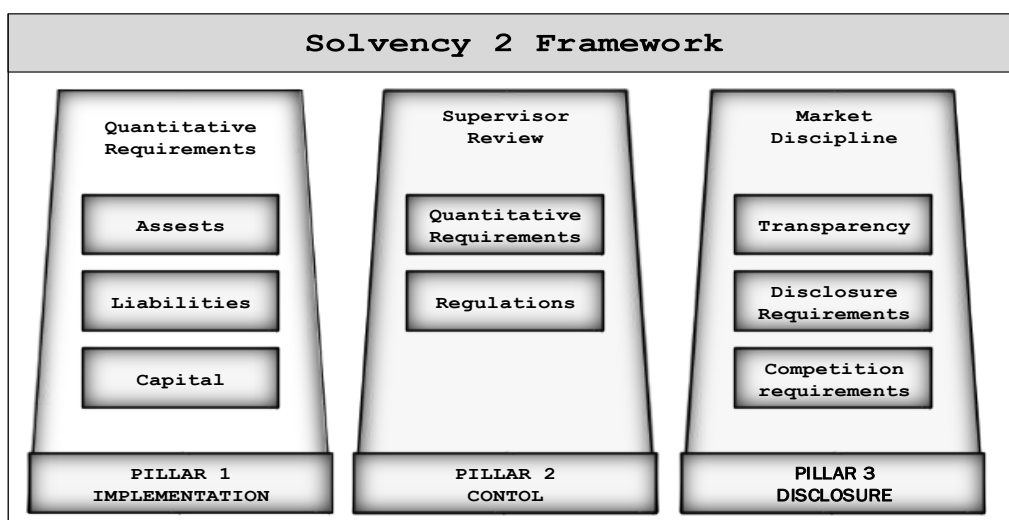 Solvency 2 Framework
Quantitative
Requirements
Assests
Liabilities
Capital
PILLAR 1
IMPLEMENTATION
Supervisor
Review
Quantitative
Requirements
Regulations
PILLAR 2
CONTOL
Market
Discipline
Transparency
Disclosure
Requirements
Competition
requirements
PILLAR 3
DISCLOSURE